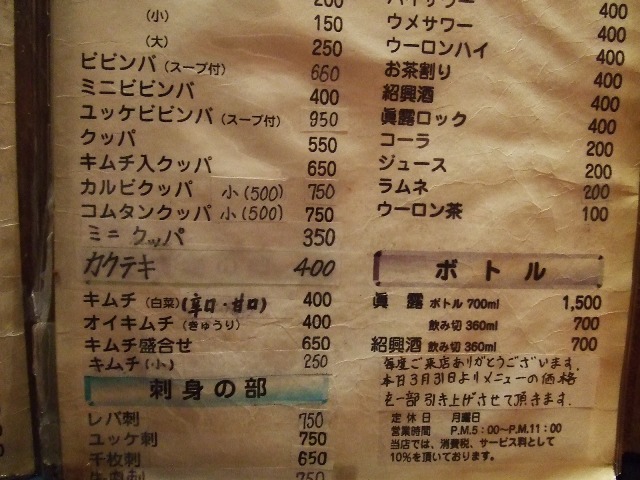 200
(小) 150
(大) 250
ビビンバ (スープ付) 650
ミニビビンバ 400
ユッケビビンバ (スープ付) 950
クッパ 550
キムチ入クッパ 650
カルビクッパ 小(500) 750
コムタンクッパ 小(500) 750
ミニクッパ 350
カクテキ 400
キムチ (白菜) (辛口・甘口) 400
オイキムチ (きゅうり) 400
キムチ盛合せ 650
キムチ(小) 250
刺身の部
レバ刺 750
ユッケ刺 750
千枚刺 650
750
400
ウメサワー 400
ウーロンハイ 400
お茶割り 400
紹興酒 400
眞露ロック 400
コーラ 200
ジュース 200
ラムネ 200
ウーロン茶 100
ボトル
眞露 ボトル 700ml 1,500
飲み切 360ml 700
紹興酒 飲み切 360ml 700
毎度ご来店ありがとうございます。
本日3月31日よりメニューの価格
を一部引き上げさせて頂きます。
定休日 月曜日
営業時間 P.M.5:00~P.M.11:00
当店では、消費税、サービス料として
10%を頂いております。